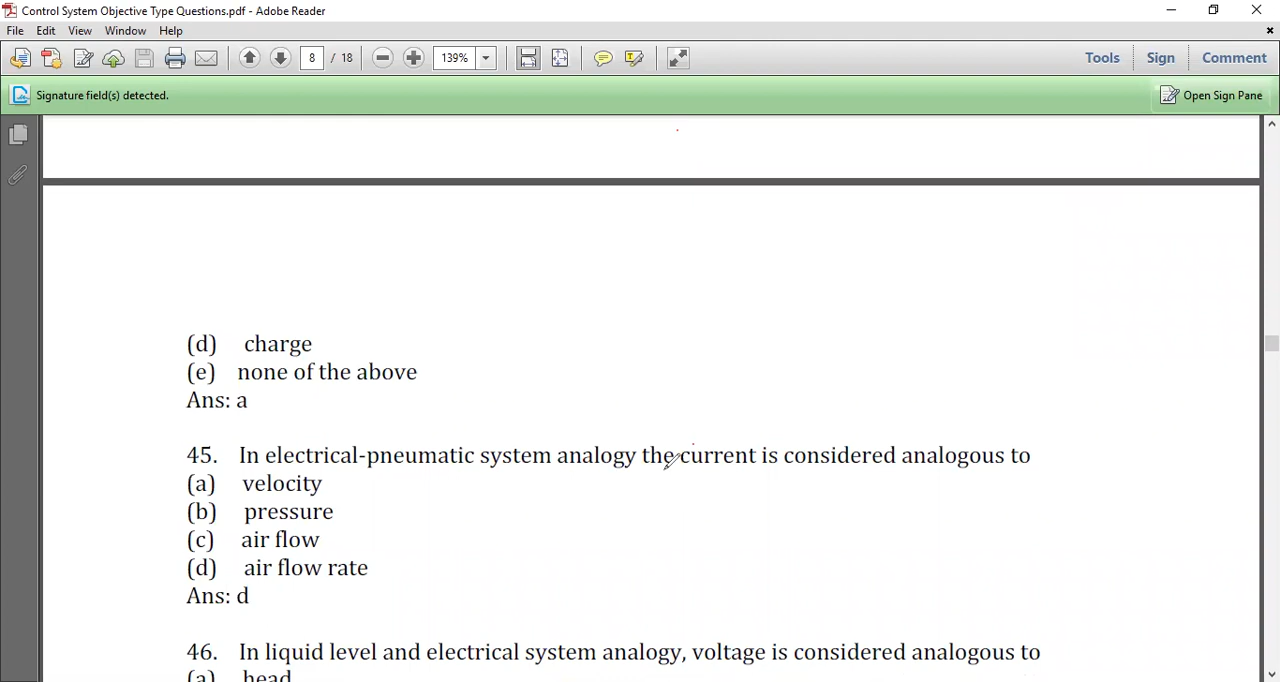 Control System Objective Type Questions.pdf - Adobe Reader
File Edit View Window Help
8 / 18 139% Tools Sign Comment
Signature field(s) detected. Open Sign Pane
(d) charge
(e) none of the above
Ans: a
45. In electrical-pneumatic system analogy the current is considered analogous to
(a) velocity
(b) pressure
(c) air flow
(d) air flow rate
Ans: d
46. In liquid level and electrical system analogy, voltage is considered analogous to
(a) head